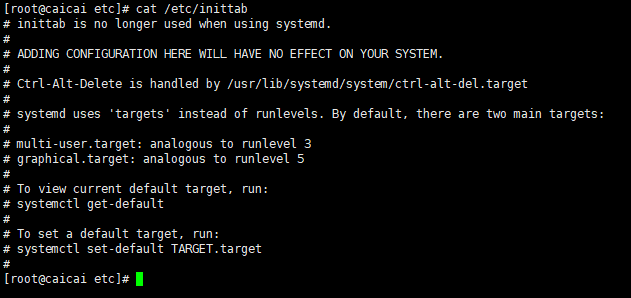 [root@caicai etc]# cat /etc/inittab
# inittab is no longer used when using systemd.
#
# ADDING CONFIGURATION HERE WILL HAVE NO EFFECT ON YOUR SYSTEM.
#
# Ctrl-Alt-Delete is handled by /usr/lib/systemd/system/ctrl-alt-del.target
#
# systemd uses 'targets' instead of runlevels. By default, there are two main targets:
#
# multi-user.target: analogous to runlevel 3
# graphical.target: analogous to runlevel 5
#
# To view current default target, run:
# systemctl get-default
#
# To set a default target, run:
# systemctl set-default TARGET.target
#
[root@caicai etc]#